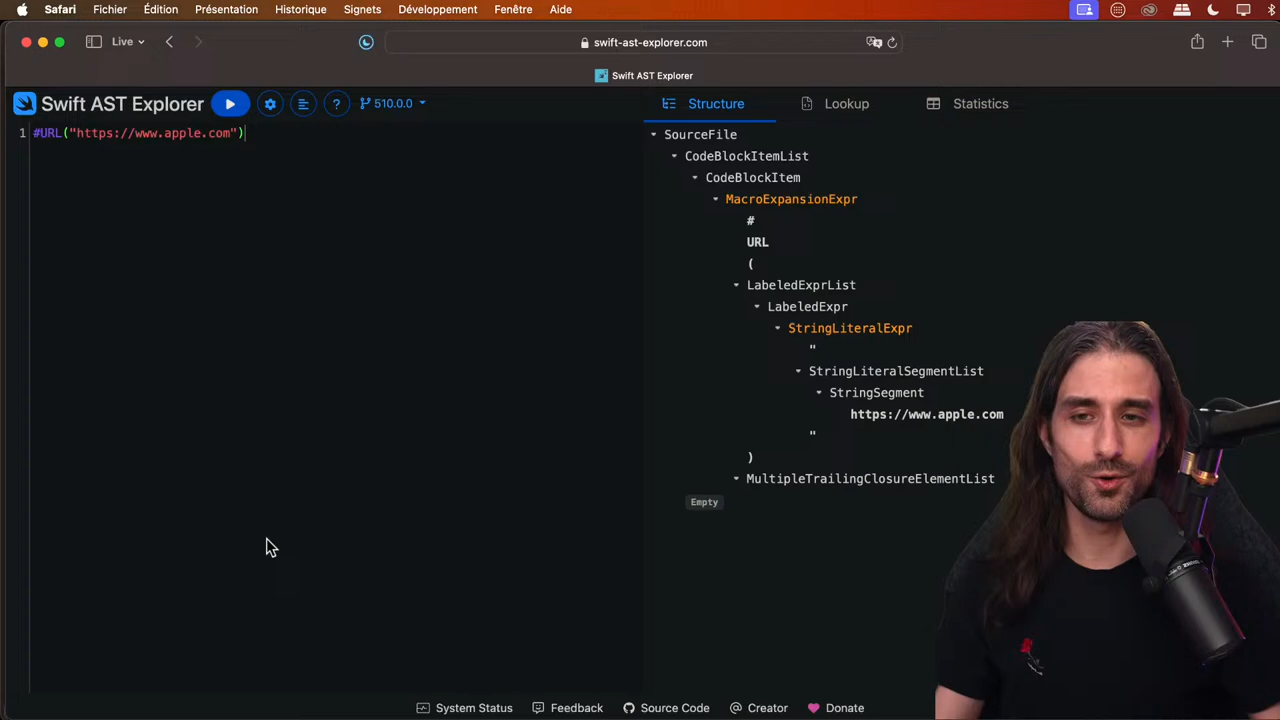 Safari Fichier Édition Présentation Historique Signets Développement Fenêtre Aide
Live
swift-ast-explorer.com
Swift AST Explorer
Swift AST Explorer
?
510.0.0
Structure
Lookup
Statistics
1 #URL("https://www.apple.com")
SourceFile
CodeBlockItemList
CodeBlockItem
MacroExpansionExpr
#
URL
(
LabeledExprList
LabeledExpr
StringLiteralExpr
"
StringLiteralSegmentList
StringSegment
https://www.apple.com
"
)
MultipleTrailingClosureElementList
Empty
System Status
Feedback
Source Code
Creator
Donate